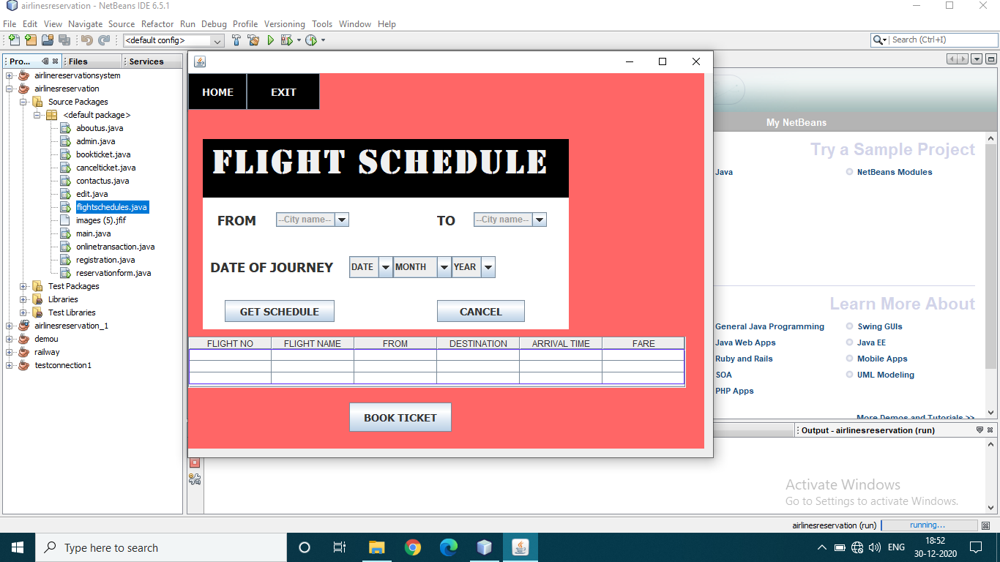 airlinesreservation - NetBeans IDE 6.5.1
File Edit View Navigate Source Refactor Run Debug Profile Versioning Tools Window Help
<default config>
Search (Ctrl+I)
Pro... Files Services
airlinereservationsystem
airlinesreservation
Source Packages
<default package>
aboutus.java
admin.java
bookticket.java
cancelticket.java
contactus.java
edit.java
flightschedules.java
images (5).jfif
main.java
onlinetransaction.java
registration.java
reservationform.java
Test Packages
Libraries
Test Libraries
airlinesreservation_1
demou
railway
testconnection1
HOME EXIT
FLIGHT SCHEDULE
FROM --City name-- TO --City name--
DATE OF JOURNEY DATE MONTH YEAR
GET SCHEDULE CANCEL
FLIGHT NO FLIGHT NAME FROM DESTINATION ARRIVAL TIME FARE
BOOK TICKET
My NetBeans
Try a Sample Project
Java NetBeans Modules
Learn More About
General Java Programming Swing GUIs
Java Web Apps Java EE
Ruby and Rails Mobile Apps
SOA UML Modeling
PHP Apps
More Demos and Tutorials >>
Output - airlinesreservation (run)
Activate Windows
Go to Settings to activate Windows.
airlinesreservation (run) running...
Type here to search
ENG
18:52
30-12-2020